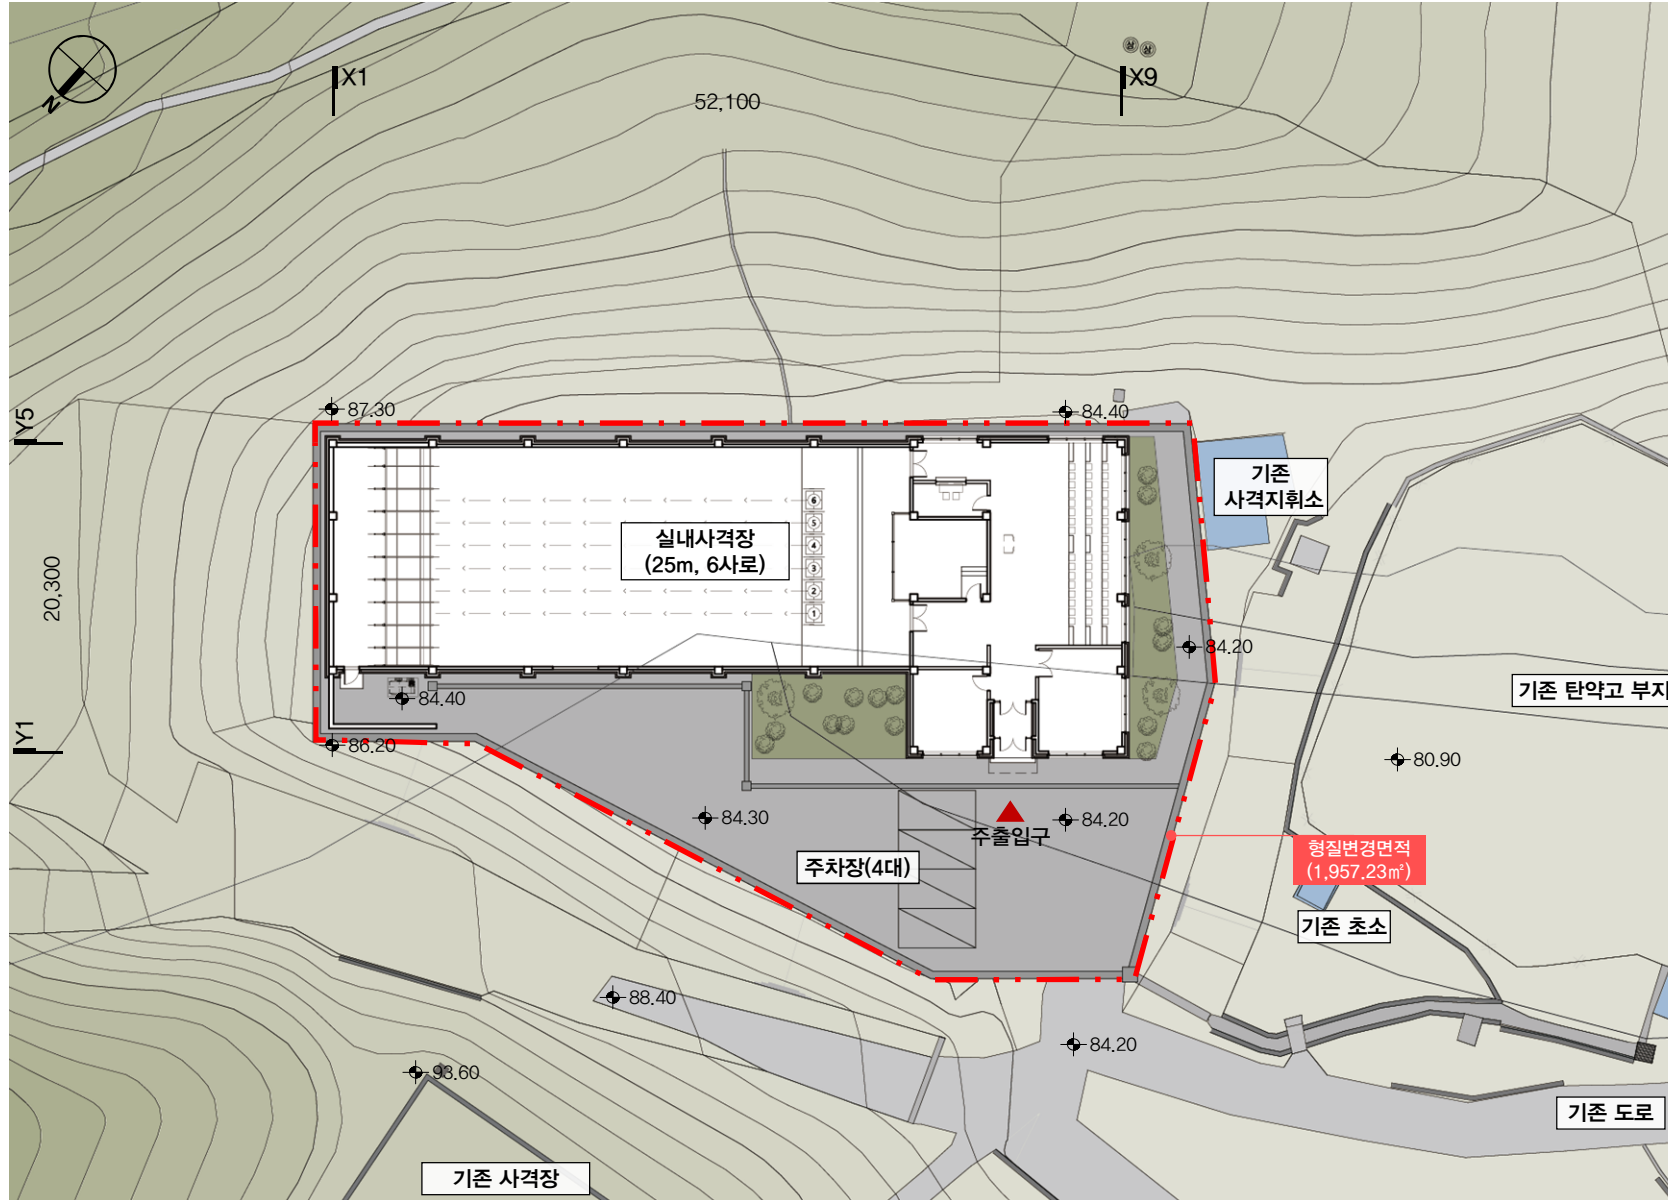 N
X1
X9
52,100
상 상
Y5
20,300
Y1
87.30
84.40
기존
사격지휘소
실내사격장
(25m, 6사로)
6
5
4
3
2
1
84.20
84.40
86.20
기존 탄약고 부지
80.90
84.30
84.20
주출입구
주차장(4대)
형질변경면적
(1,957.23㎡)
기존 초소
88.40
84.20
93.60
기존 도로
기존 사격장